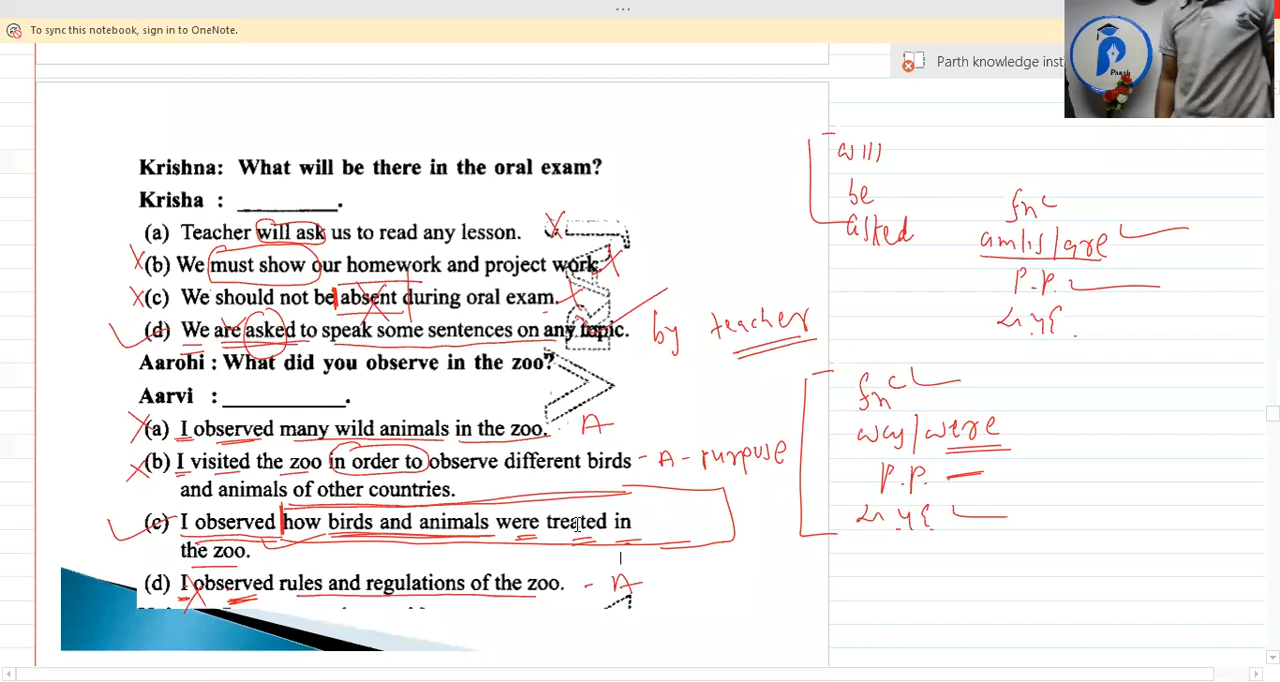 ...
To sync this notebook, sign in to OneNote.
Parth knowledge inst
Parth
Krishna: What will be there in the oral exam?
Krisha : ________.
(a) Teacher will ask us to read any lesson.
(b) We must show our homework and project work.
(c) We should not be absent during oral exam.
(d) We are asked to speak some sentences on any topic.
by teacher
Aarohi : What did you observe in the zoo?
Aarvi : ________.
(a) I observed many wild animals in the zoo. A
(b) I visited the zoo in order to observe different birds - A - Purpose
and animals of other countries.
(c) I observed how birds and animals were treated in
the zoo.
(d) I observed rules and regulations of the zoo. - A
will
be
asked
am/is/are
P.P.
was/were
P.P.